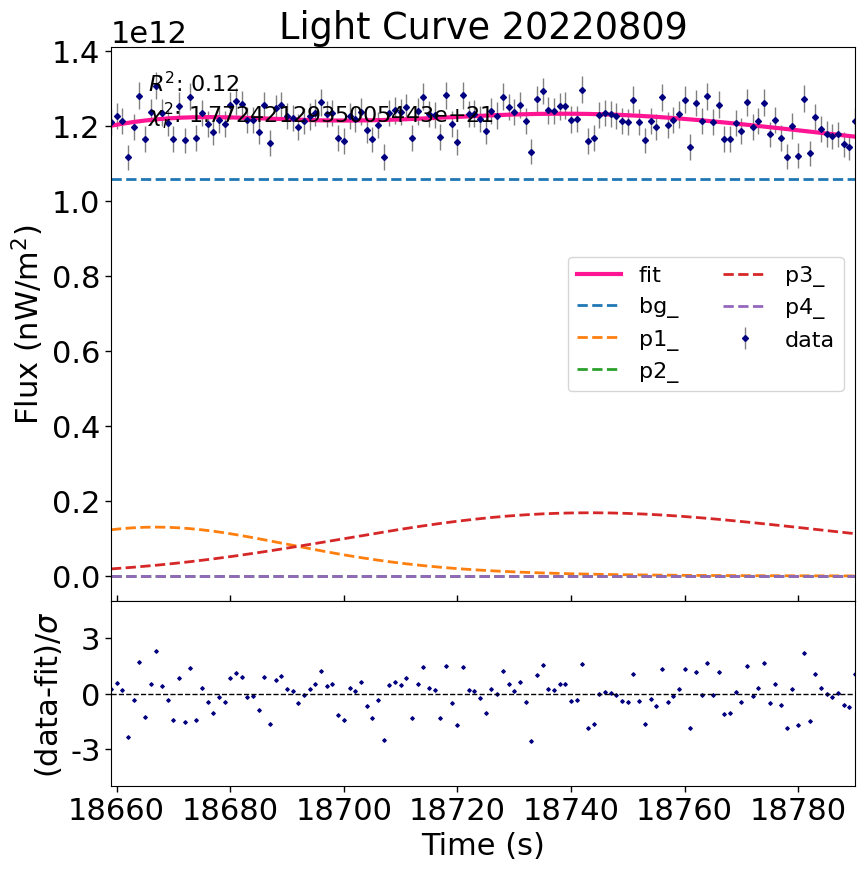 Light Curve 20220809
1e12
R²: 0.12
1.4
1.2
1.0
0.8
0.6
0.4
0.2
0.0
Flux (nW/m²)
fit
bg_
p1_
p2_
p3_
p4_
data
3
0
-3
(data-fit)/σ
18660 18680 18700 18720 18740 18760 18780
Time (s)